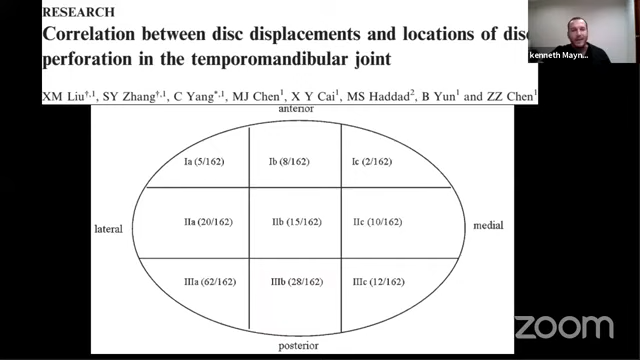 RESEARCH
Correlation between disc displacements and locations of disc
perforation in the temporomandibular joint
XM Liu†,1, SY Zhang†,1, C Yang*,1, MJ Chen1, X Y Cai1, MS Haddad2, B Yun1 and ZZ Chen1
kenneth Mayn...
anterior
Ia (5/162) Ib (8/162) Ic (2/162)
lateral IIa (20/162) IIb (15/162) IIc (10/162) medial
IIIa (62/162) IIIb (28/162) IIIc (12/162)
posterior
zoom